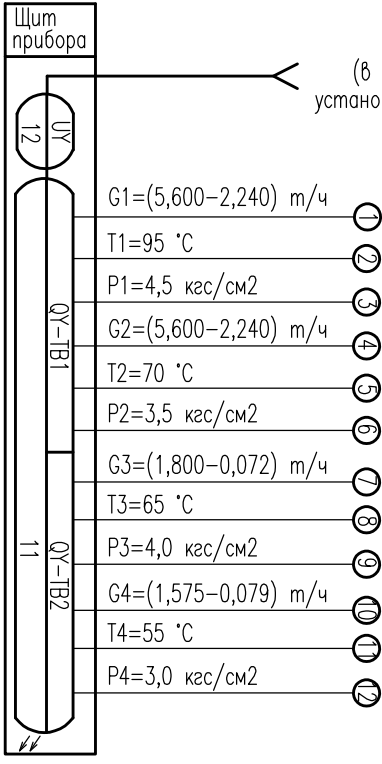 Щит
прибора
(в
устано
UY
12
G1=(5,600-2,240) т/ч
1
T1=95 °C
2
P1=4,5 кгс/см2
3
G2=(5,600-2,240) т/ч
4
T2=70 °C
5
P2=3,5 кгс/см2
6
G3=(1,800-0,072) т/ч
7
T3=65 °C
8
P3=4,0 кгс/см2
9
G4=(1,575-0,079) т/ч
10
T4=55 °C
11
P4=3,0 кгс/см2
12
QY-TB1
QY-TB2
11